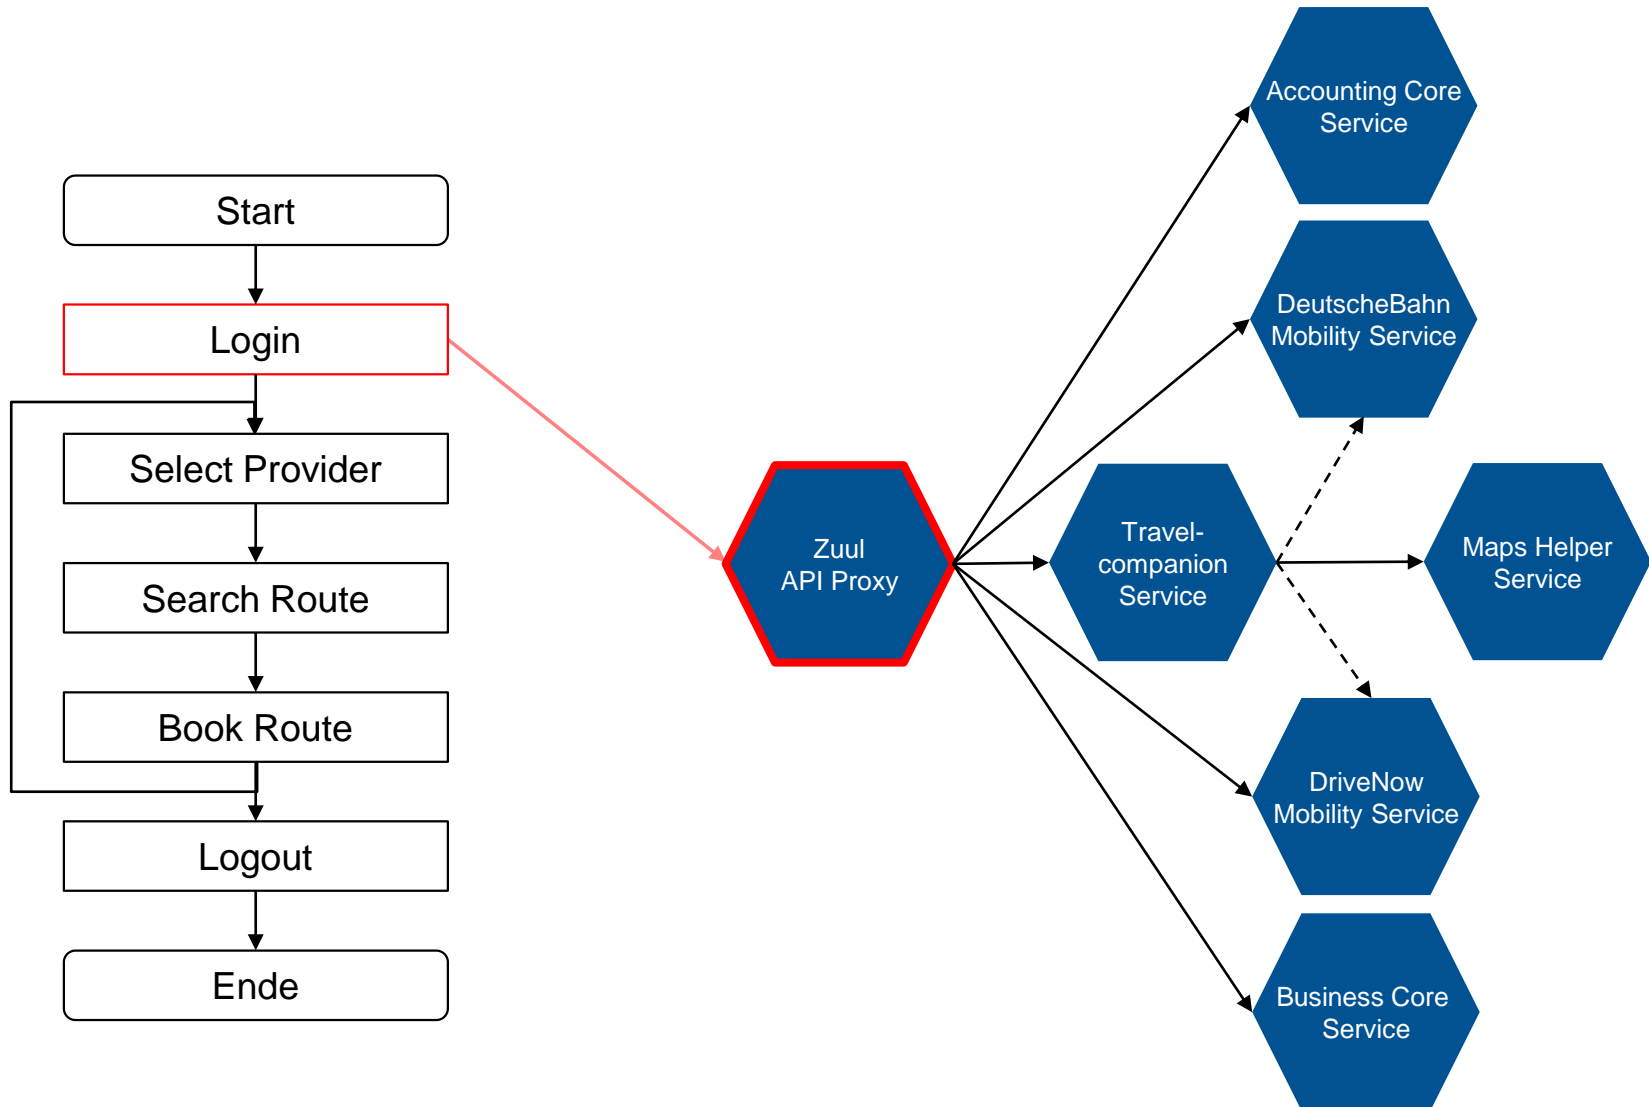 Start
Login
Select Provider
Search Route
Book Route
Logout
Ende
Zuul
API Proxy
Accounting Core
Service
DeutscheBahn
Mobility Service
Travel-
companion
Service
Maps Helper
Service
DriveNow
Mobility Service
Business Core
Service